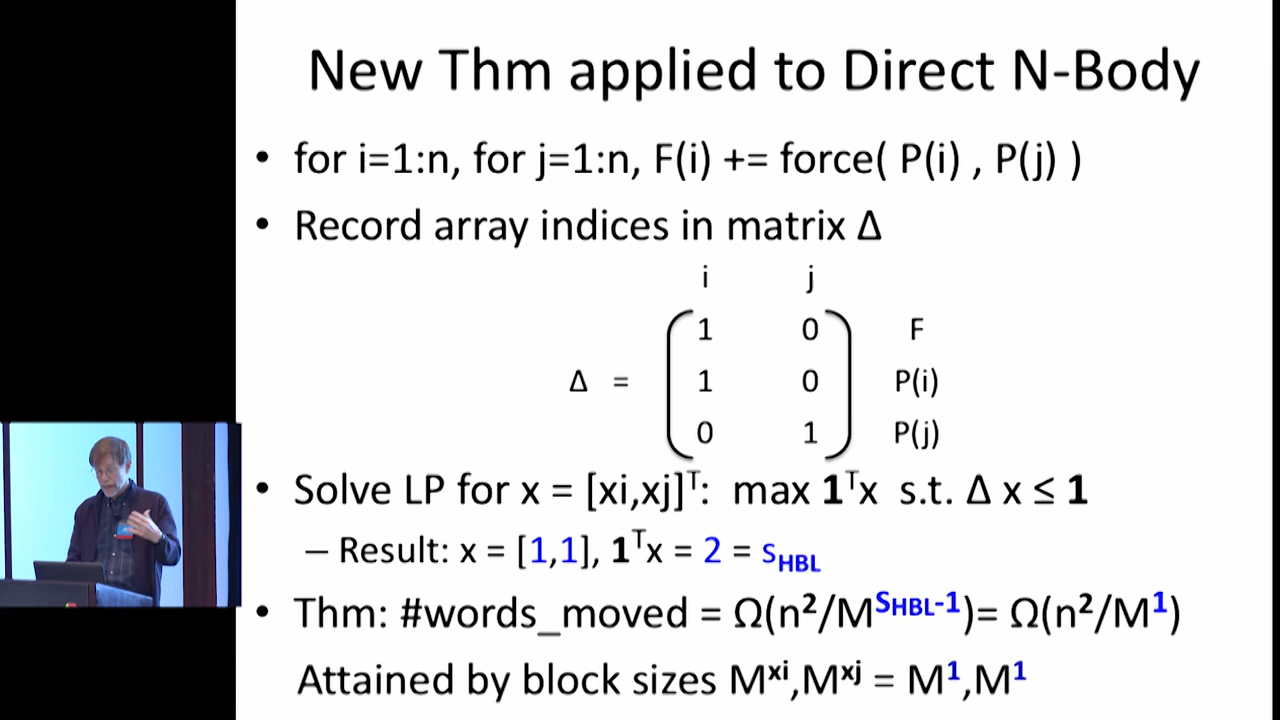 New Thm applied to Direct N-Body
• for i=1:n, for j=1:n, F(i) += force( P(i) , P(j) )
• Record array indices in matrix Δ
i j
1 0 F
Δ = 1 0 P(i)
0 1 P(j)
• Solve LP for x = [xi,xj]ᵀ: max 1ᵀx s.t. Δ x ≤ 1
– Result: x = [1,1], 1ᵀx = 2 = s_HBL
• Thm: #words_moved = Ω(n²/M^(S_HBL-1))= Ω(n²/M¹)
Attained by block sizes M^xi,M^xj = M¹,M¹